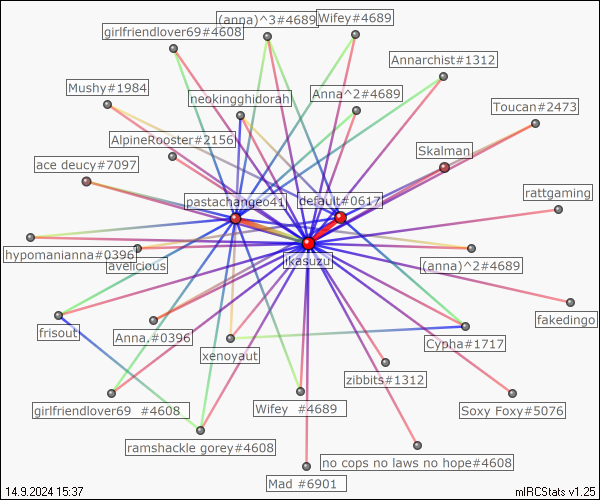 (anna)^3#4689
Wifey#4689
girlfriendlover69#4608
Annarchist#1312
Mushy#1984
neokingghidorah
Anna^2#4689
Toucan#2473
AlpineRooster#2156
Skalman
ace deucy#7097
rattgaming
pastachangeo41
default#0617
hypomanianna#0396
ikasuzu
avelicious
(anna)^2#4689
fakedingo
frisout
Anna.#0396
Cypha#1717
xenoyaut
zibbits#1312
girlfriendlover69 #4608
Wifey #4689
Soxy Foxy#5076
ramshackle gorey#4608
no cops no laws no hope#4608
Mad #6901
14.9.2024 15:37
mIRCStats v1.25